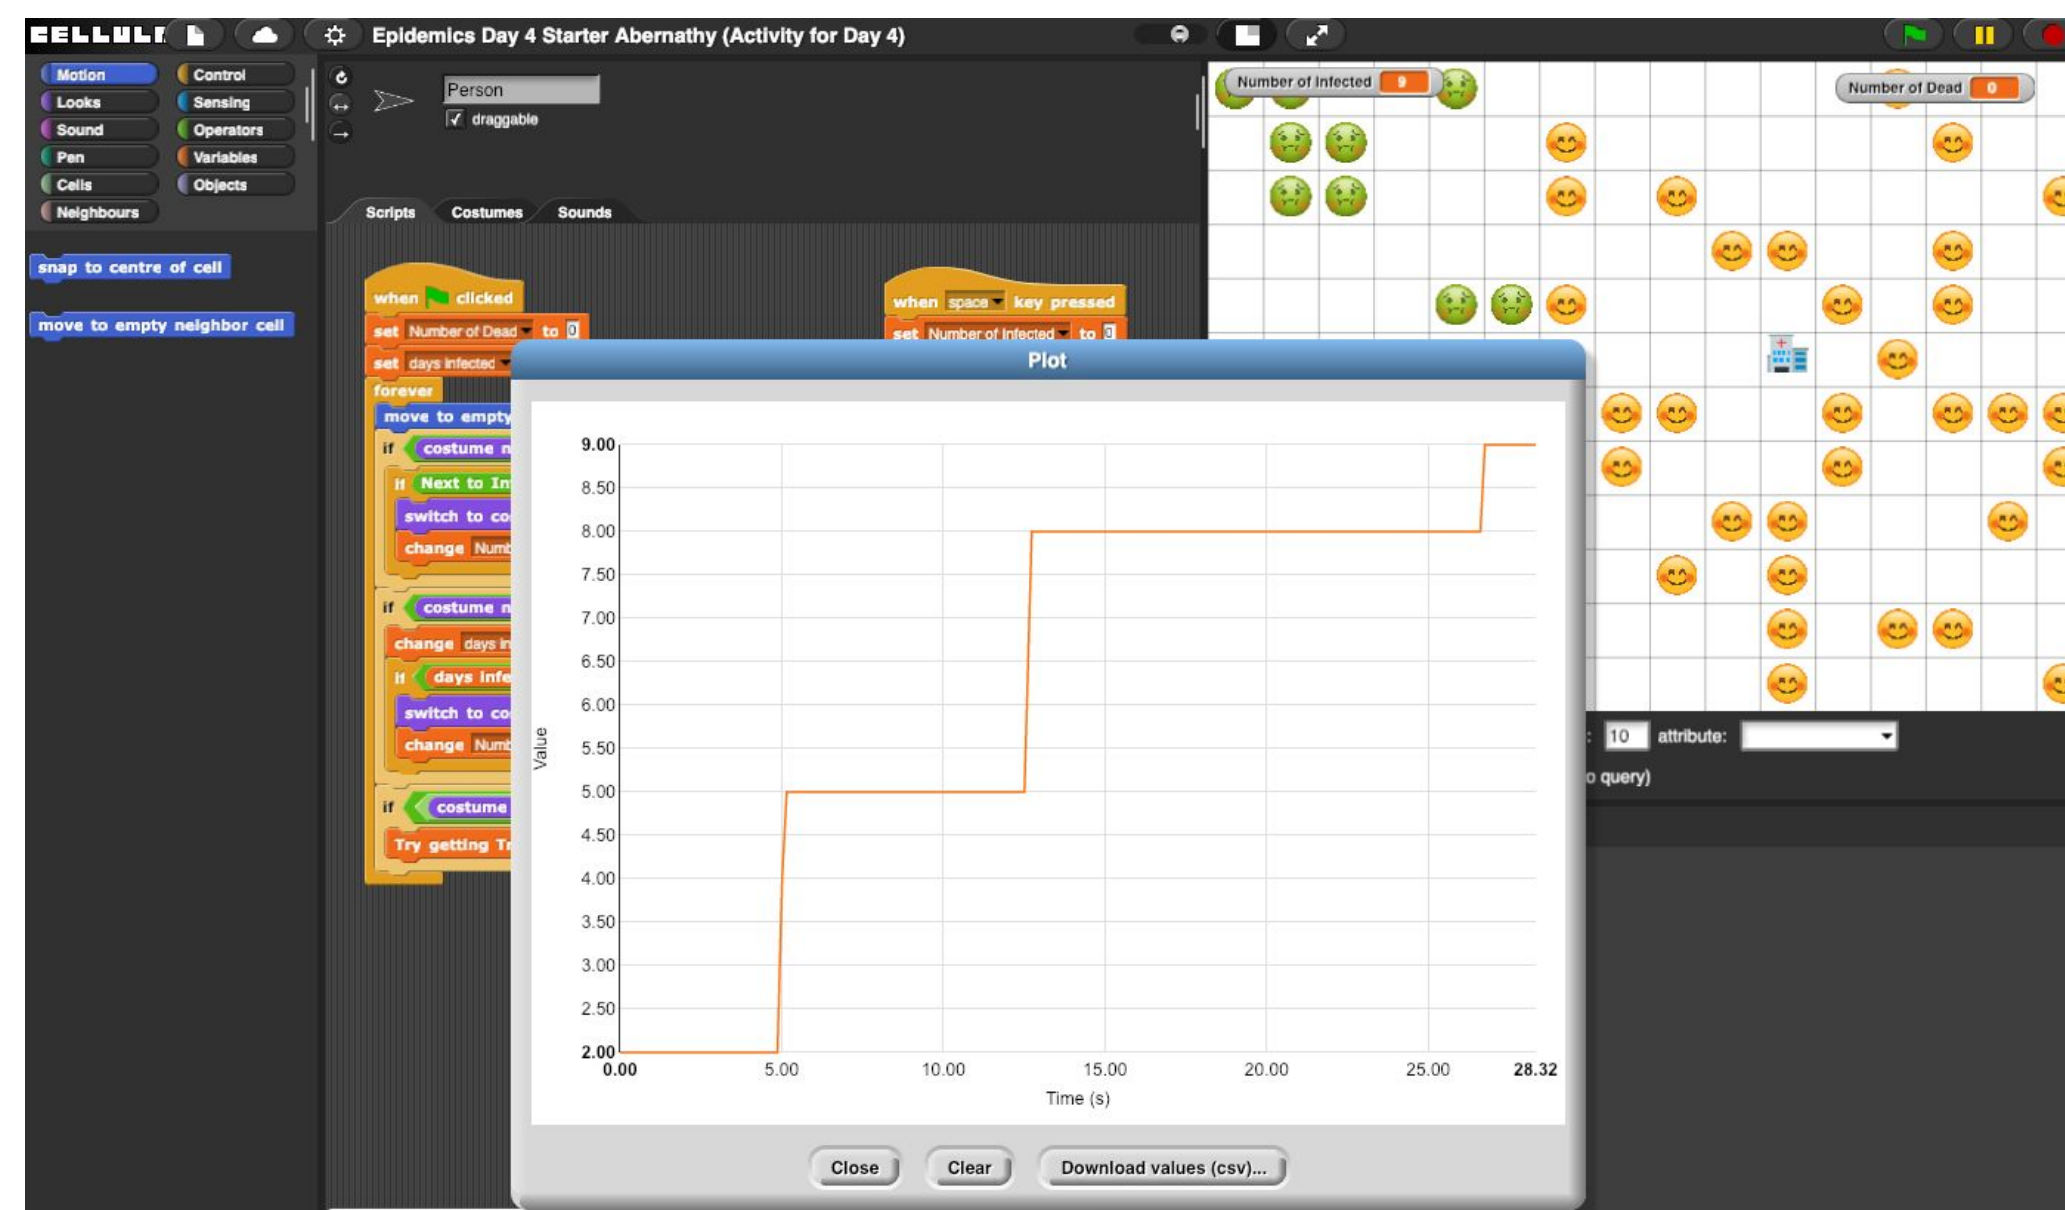 CELLULA
Epidemics Day 4 Starter Abernathy (Activity for Day 4)
Motion
Control
Looks
Sensing
Sound
Operators
Pen
Variables
Cells
Objects
Neighbours
snap to centre of cell
move to empty neighbor cell
Person
draggable
Scripts
Costumes
Sounds
when clicked
set Number of Dead to 0
set days infected
forever
move to empty
if costume n
if Next to In
switch to co
change Numb
if costume n
change days in
if days infe
switch to co
change Numb
if costume
Try getting Tr
when space key pressed
set Number of Infected to 0
Number of Infected 9
Number of Dead 0
Plot
9.00
8.50
8.00
7.50
7.00
6.50
6.00
5.50
5.00
4.50
4.00
3.50
3.00
2.50
2.00
Value
0.00
5.00
10.00
15.00
20.00
25.00
28.32
Time (s)
Close
Clear
Download values (csv)...
: 10 attribute:
o query)